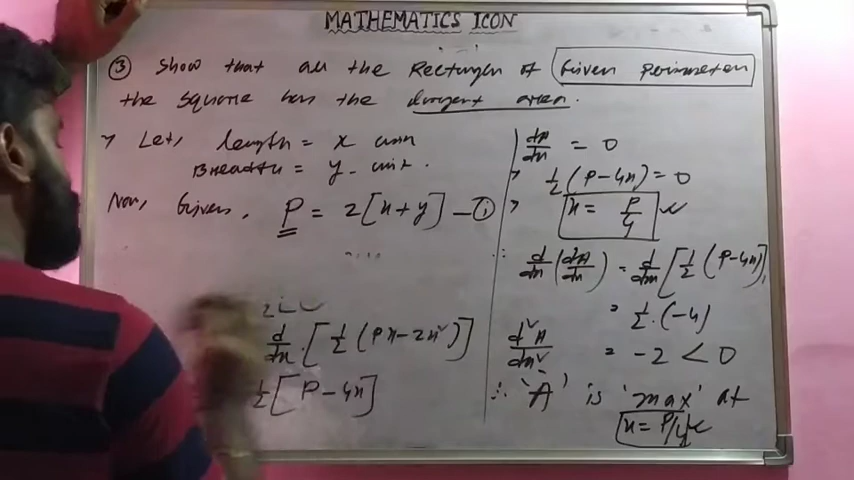 MATHEMATICS ICON
③ Show that all the Rectangles of Given perimeter
the square has the largest area.
→ Let, length = x unit
Breadth = y unit.
Now, Given, P = 2[x+y] —①
d/dx · [½ (Px-2x²)]
½ [P-4x]
dA/dx = 0
→ ½ (P-4x) = 0
→ x = P/4
∴ d/dx (dA/dx) = d/dx [½ (P-4x)]
= ½ · (-4)
d²A/dx² = -2 < 0
∴ 'A' is 'max' at
x = P/4